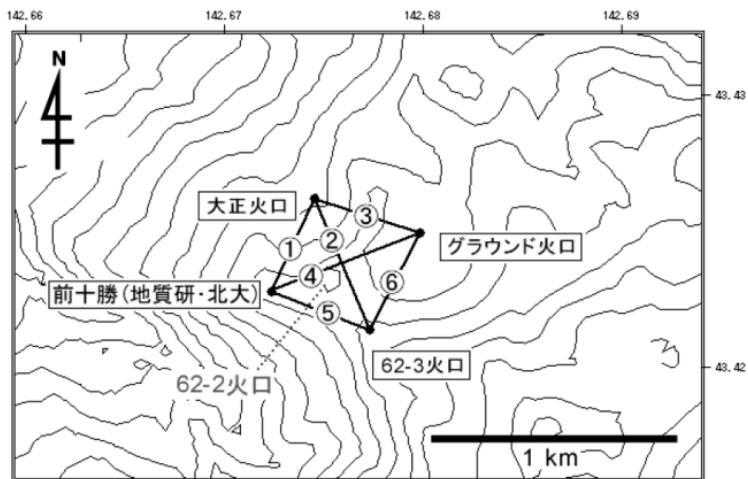 142.66
142.67
142.68
142.69
N
43.43
大正火口
③
①
②
グラウンド火口
④
⑥
前十勝(地質研・北大)
⑤
62-3火口
43.42
62-2火口
1 km